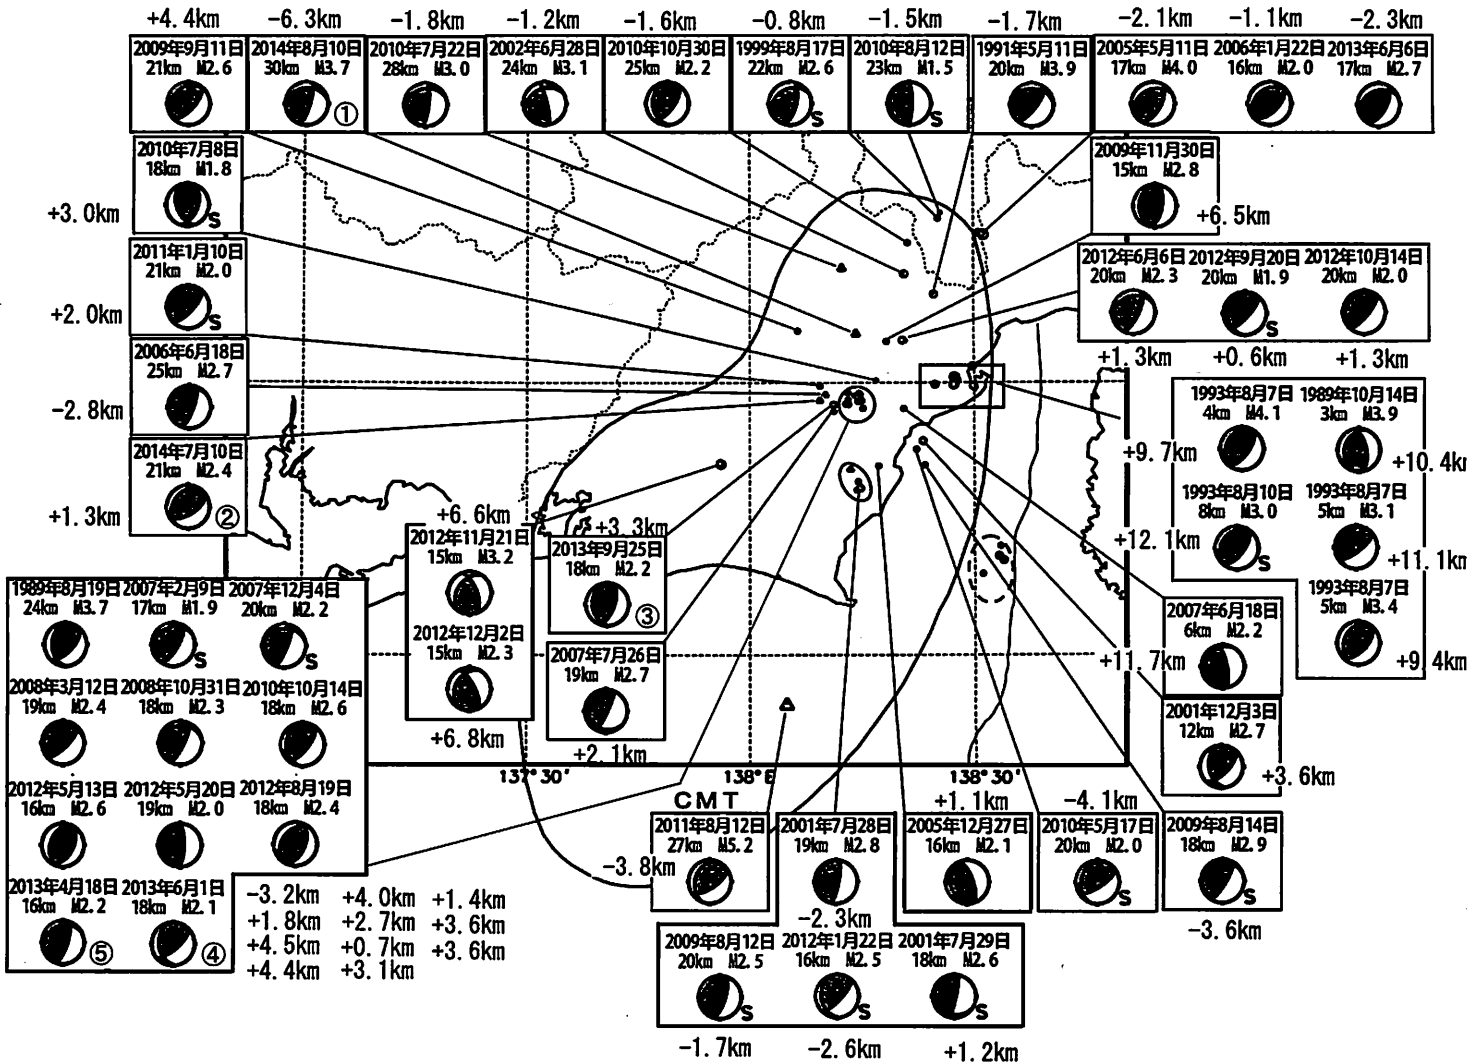 +4.4km -6.3km -1.8km -1.2km -1.6km -0.8km -1.5km -1.7km -2.1km -1.1km -2.3km
2009年9月11日 2014年8月10日 2010年7月22日 2002年6月28日 2010年10月30日 1999年8月17日 2010年8月12日 1991年5月11日 2005年5月11日 2006年1月22日 2013年6月6日
21km M2.6 30km M3.7 28km M3.0 24km M3.1 25km M2.2 22km M2.6 23km M1.5 20km M3.9 17km M4.0 16km M2.0 17km M2.7
① S S
2010年7月8日
18km M1.8
S
+3.0km
2009年11月30日
15km M2.8
+6.5km
2011年1月10日
21km M2.0
S
+2.0km
2012年6月6日 2012年9月20日 2012年10月14日
20km M2.3 20km M1.9 20km M2.0
S
+1.3km +0.6km +1.3km
2006年6月18日
25km M2.7
-2.8km
2014年7月10日
21km M2.4
②
+1.3km
1993年8月7日 1989年10月14日
4km M4.1 3km M3.9
+9.7km +10.4km
1993年8月10日 1993年8月7日
8km M3.0 5km M3.1
S
+12.1km +11.1km
1993年8月7日
5km M3.4
+9.4km
+11.7km
+6.6km
2012年11月21日
15km M3.2
2012年12月2日
15km M2.3
+6.8km
+3.3km
2013年9月25日
18km M2.2
③
2007年7月26日
19km M2.7
+2.1km
2007年6月18日
6km M2.2
2001年12月3日
12km M2.7
+3.6km
1989年8月19日 2007年2月9日 2007年12月4日
24km M3.7 17km M1.9 20km M2.2
S S
2008年3月12日 2008年10月31日 2010年10月14日
19km M2.4 18km M2.3 18km M2.6
2012年5月13日 2012年5月20日 2012年8月19日
16km M2.6 19km M2.0 18km M2.4
2013年4月18日 2013年6月1日
16km M2.2 18km M2.1
⑤ ④
-3.2km +4.0km +1.4km
+1.8km +2.7km +3.6km
+4.5km +0.7km +3.6km
+4.4km +3.1km
137°30′ 138°E 138°30′
CMT +1.1km -4.1km
2011年8月12日 2001年7月28日 2005年12月27日 2010年5月17日 2009年8月14日
27km M5.2 19km M2.8 16km M2.1 20km M2.0 18km M2.9
S S
-3.8km -2.3km -3.6km
2009年8月12日 2012年1月22日 2001年7月29日
20km M2.5 16km M2.5 18km M2.6
S S S
-1.7km -2.6km +1.2km